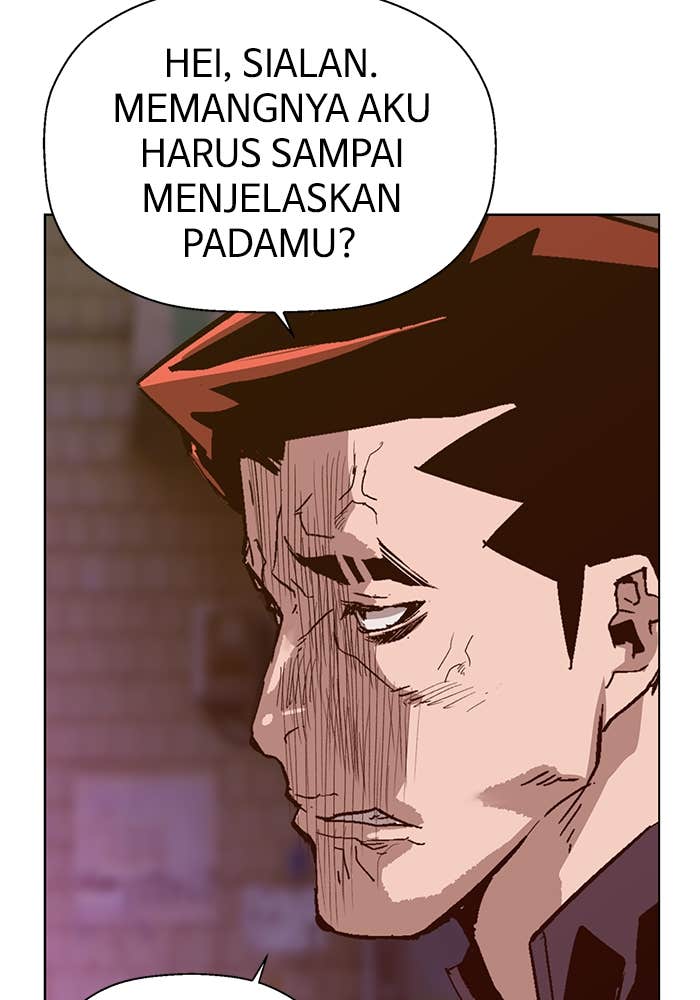 HEI, SIALAN.
MEMANGNYA AKU
HARUS SAMPAI
MENJELASKAN
PADAMU?